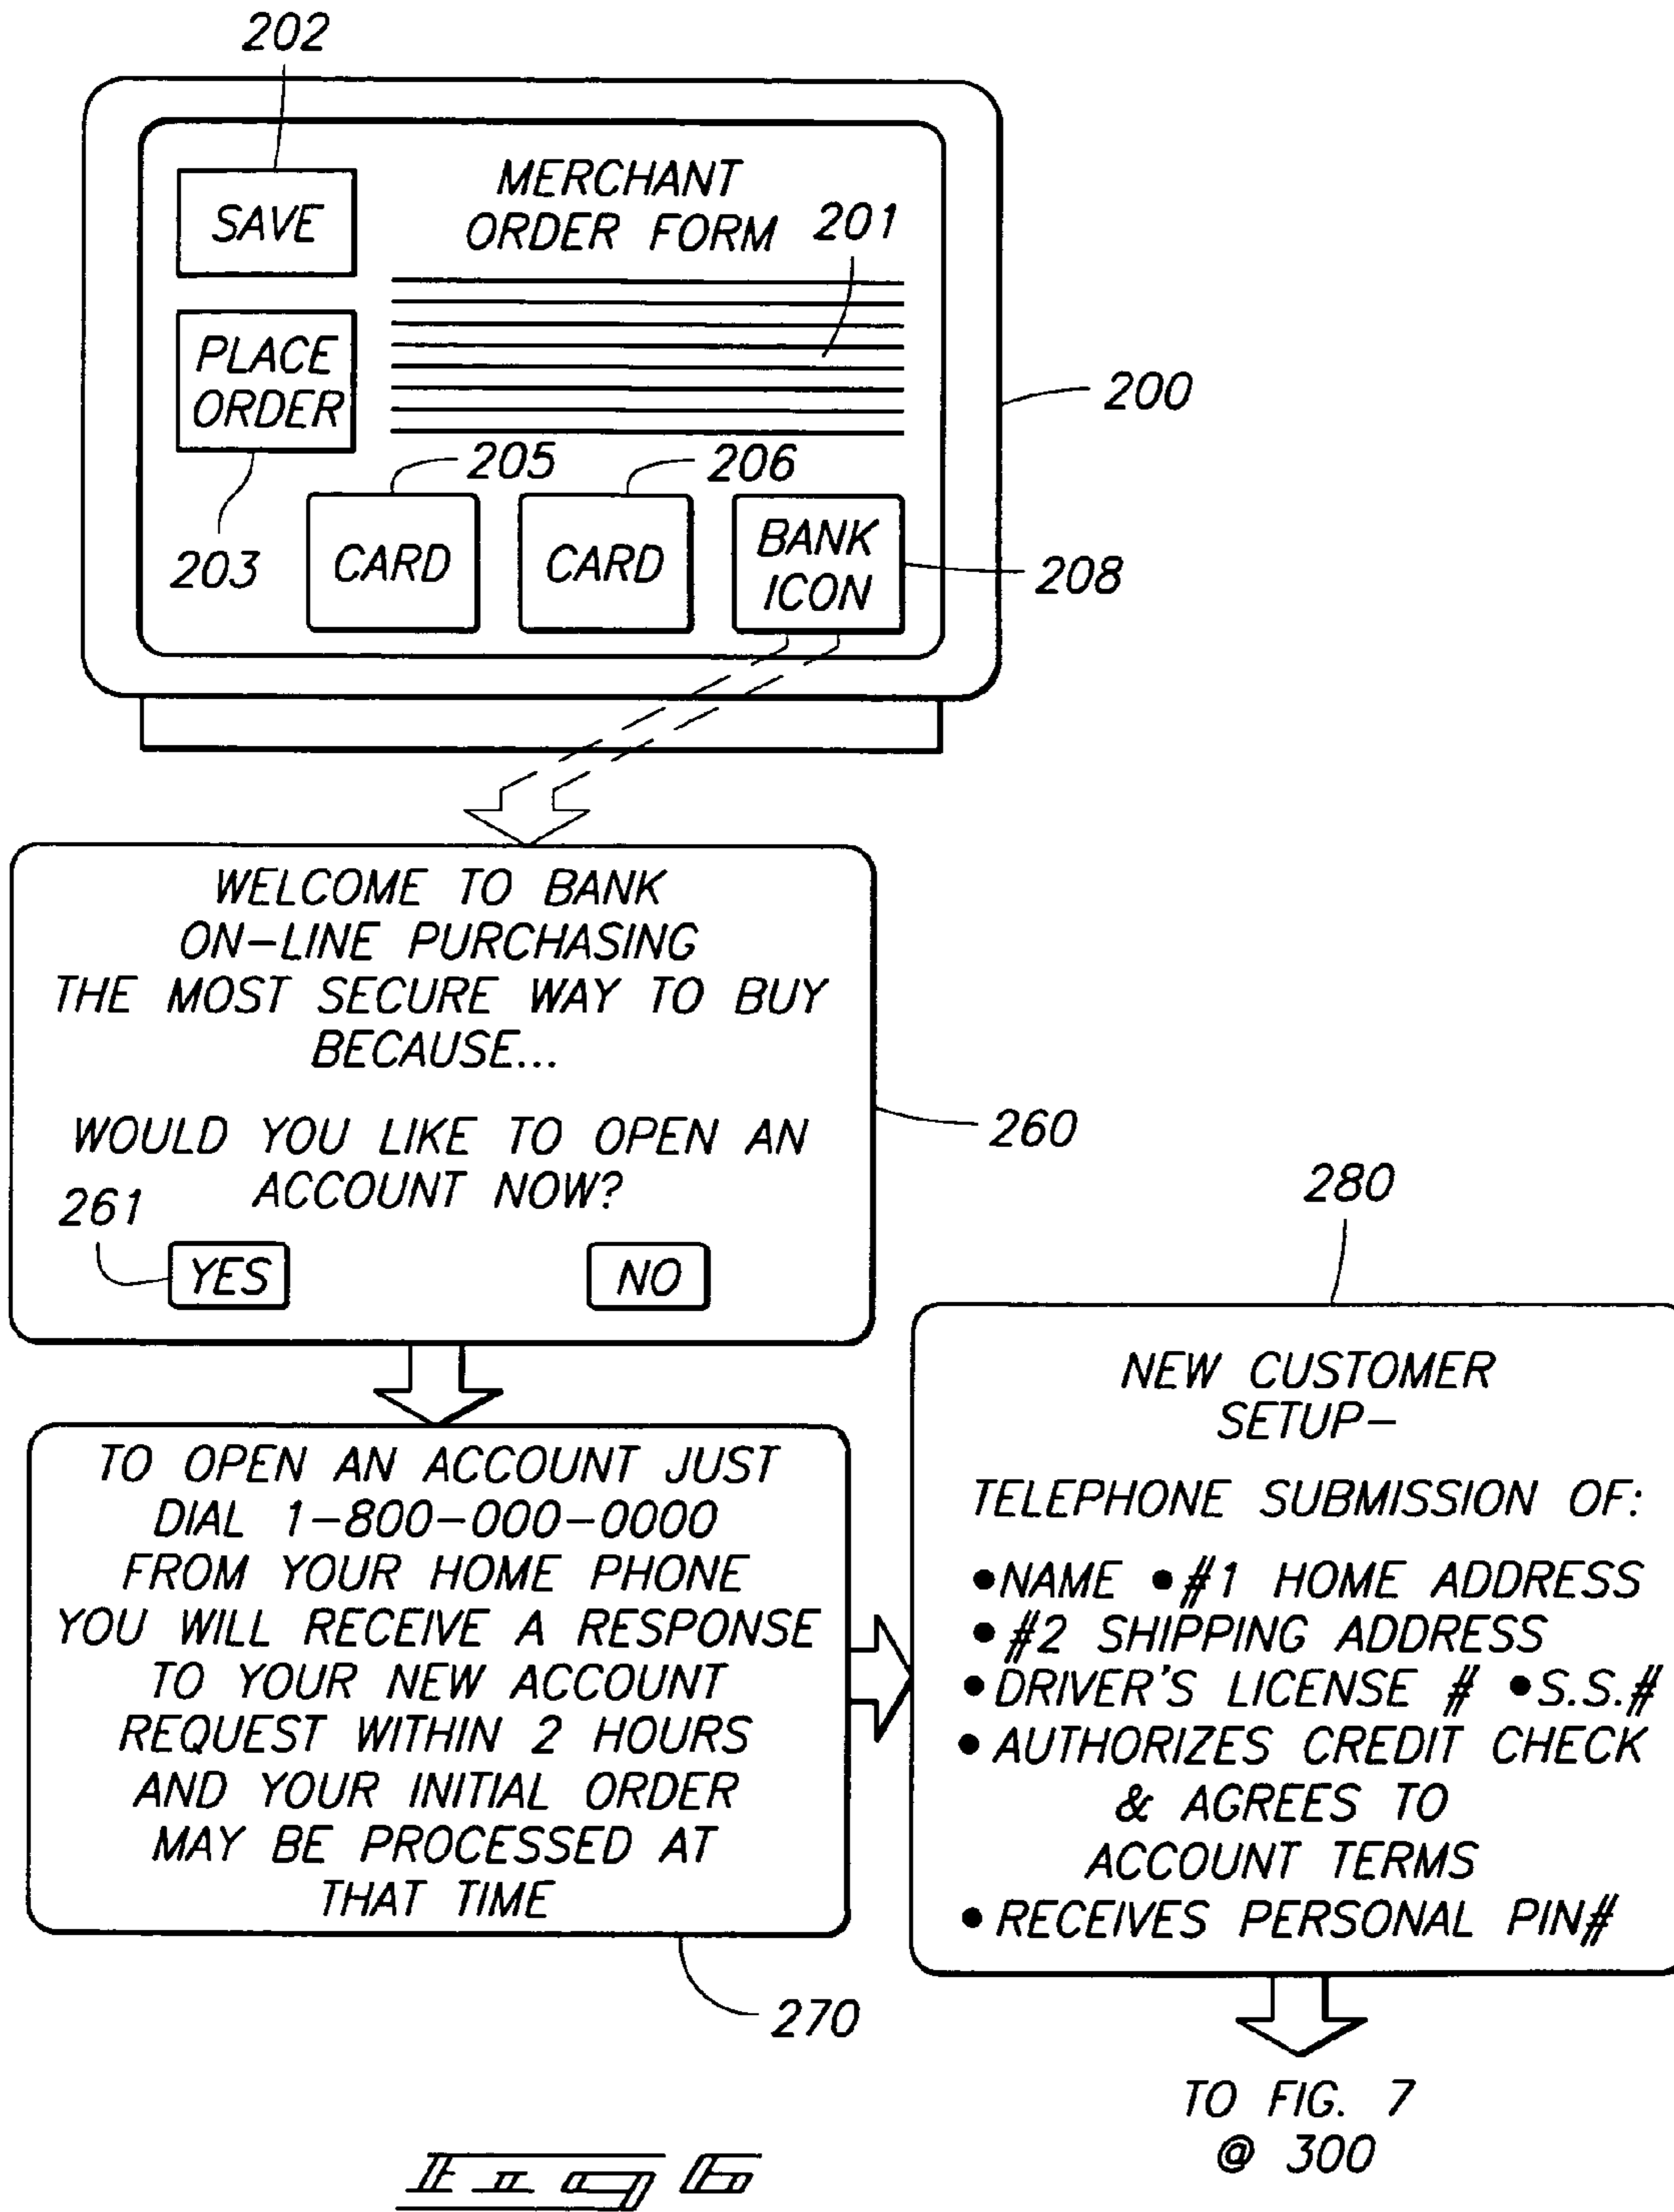 202
SAVE
MERCHANT
ORDER FORM
201
PLACE
ORDER
200
203
205
206
CARD
CARD
BANK
ICON
208
WELCOME TO BANK
ON-LINE PURCHASING
THE MOST SECURE WAY TO BUY
BECAUSE...
WOULD YOU LIKE TO OPEN AN
ACCOUNT NOW?
260
261
YES
NO
TO OPEN AN ACCOUNT JUST
DIAL 1-800-000-0000
FROM YOUR HOME PHONE
YOU WILL RECEIVE A RESPONSE
TO YOUR NEW ACCOUNT
REQUEST WITHIN 2 HOURS
AND YOUR INITIAL ORDER
MAY BE PROCESSED AT
THAT TIME
270
280
NEW CUSTOMER
SETUP-
TELEPHONE SUBMISSION OF:
•NAME •#1 HOME ADDRESS
•#2 SHIPPING ADDRESS
•DRIVER'S LICENSE # •S.S.#
•AUTHORIZES CREDIT CHECK
& AGREES TO
ACCOUNT TERMS
•RECEIVES PERSONAL PIN#
TO FIG. 7
@ 300
Fig 6